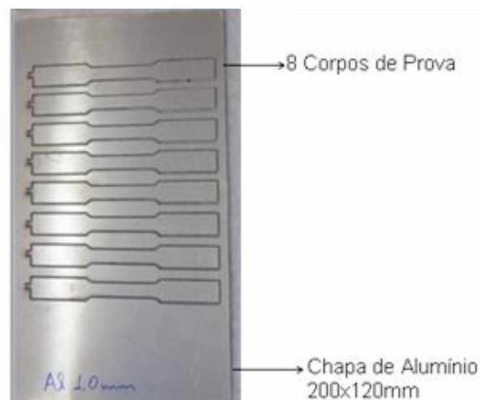 8 Corpos de Prova
Al 1.0mm
Chapa de Alumínio
200x120mm